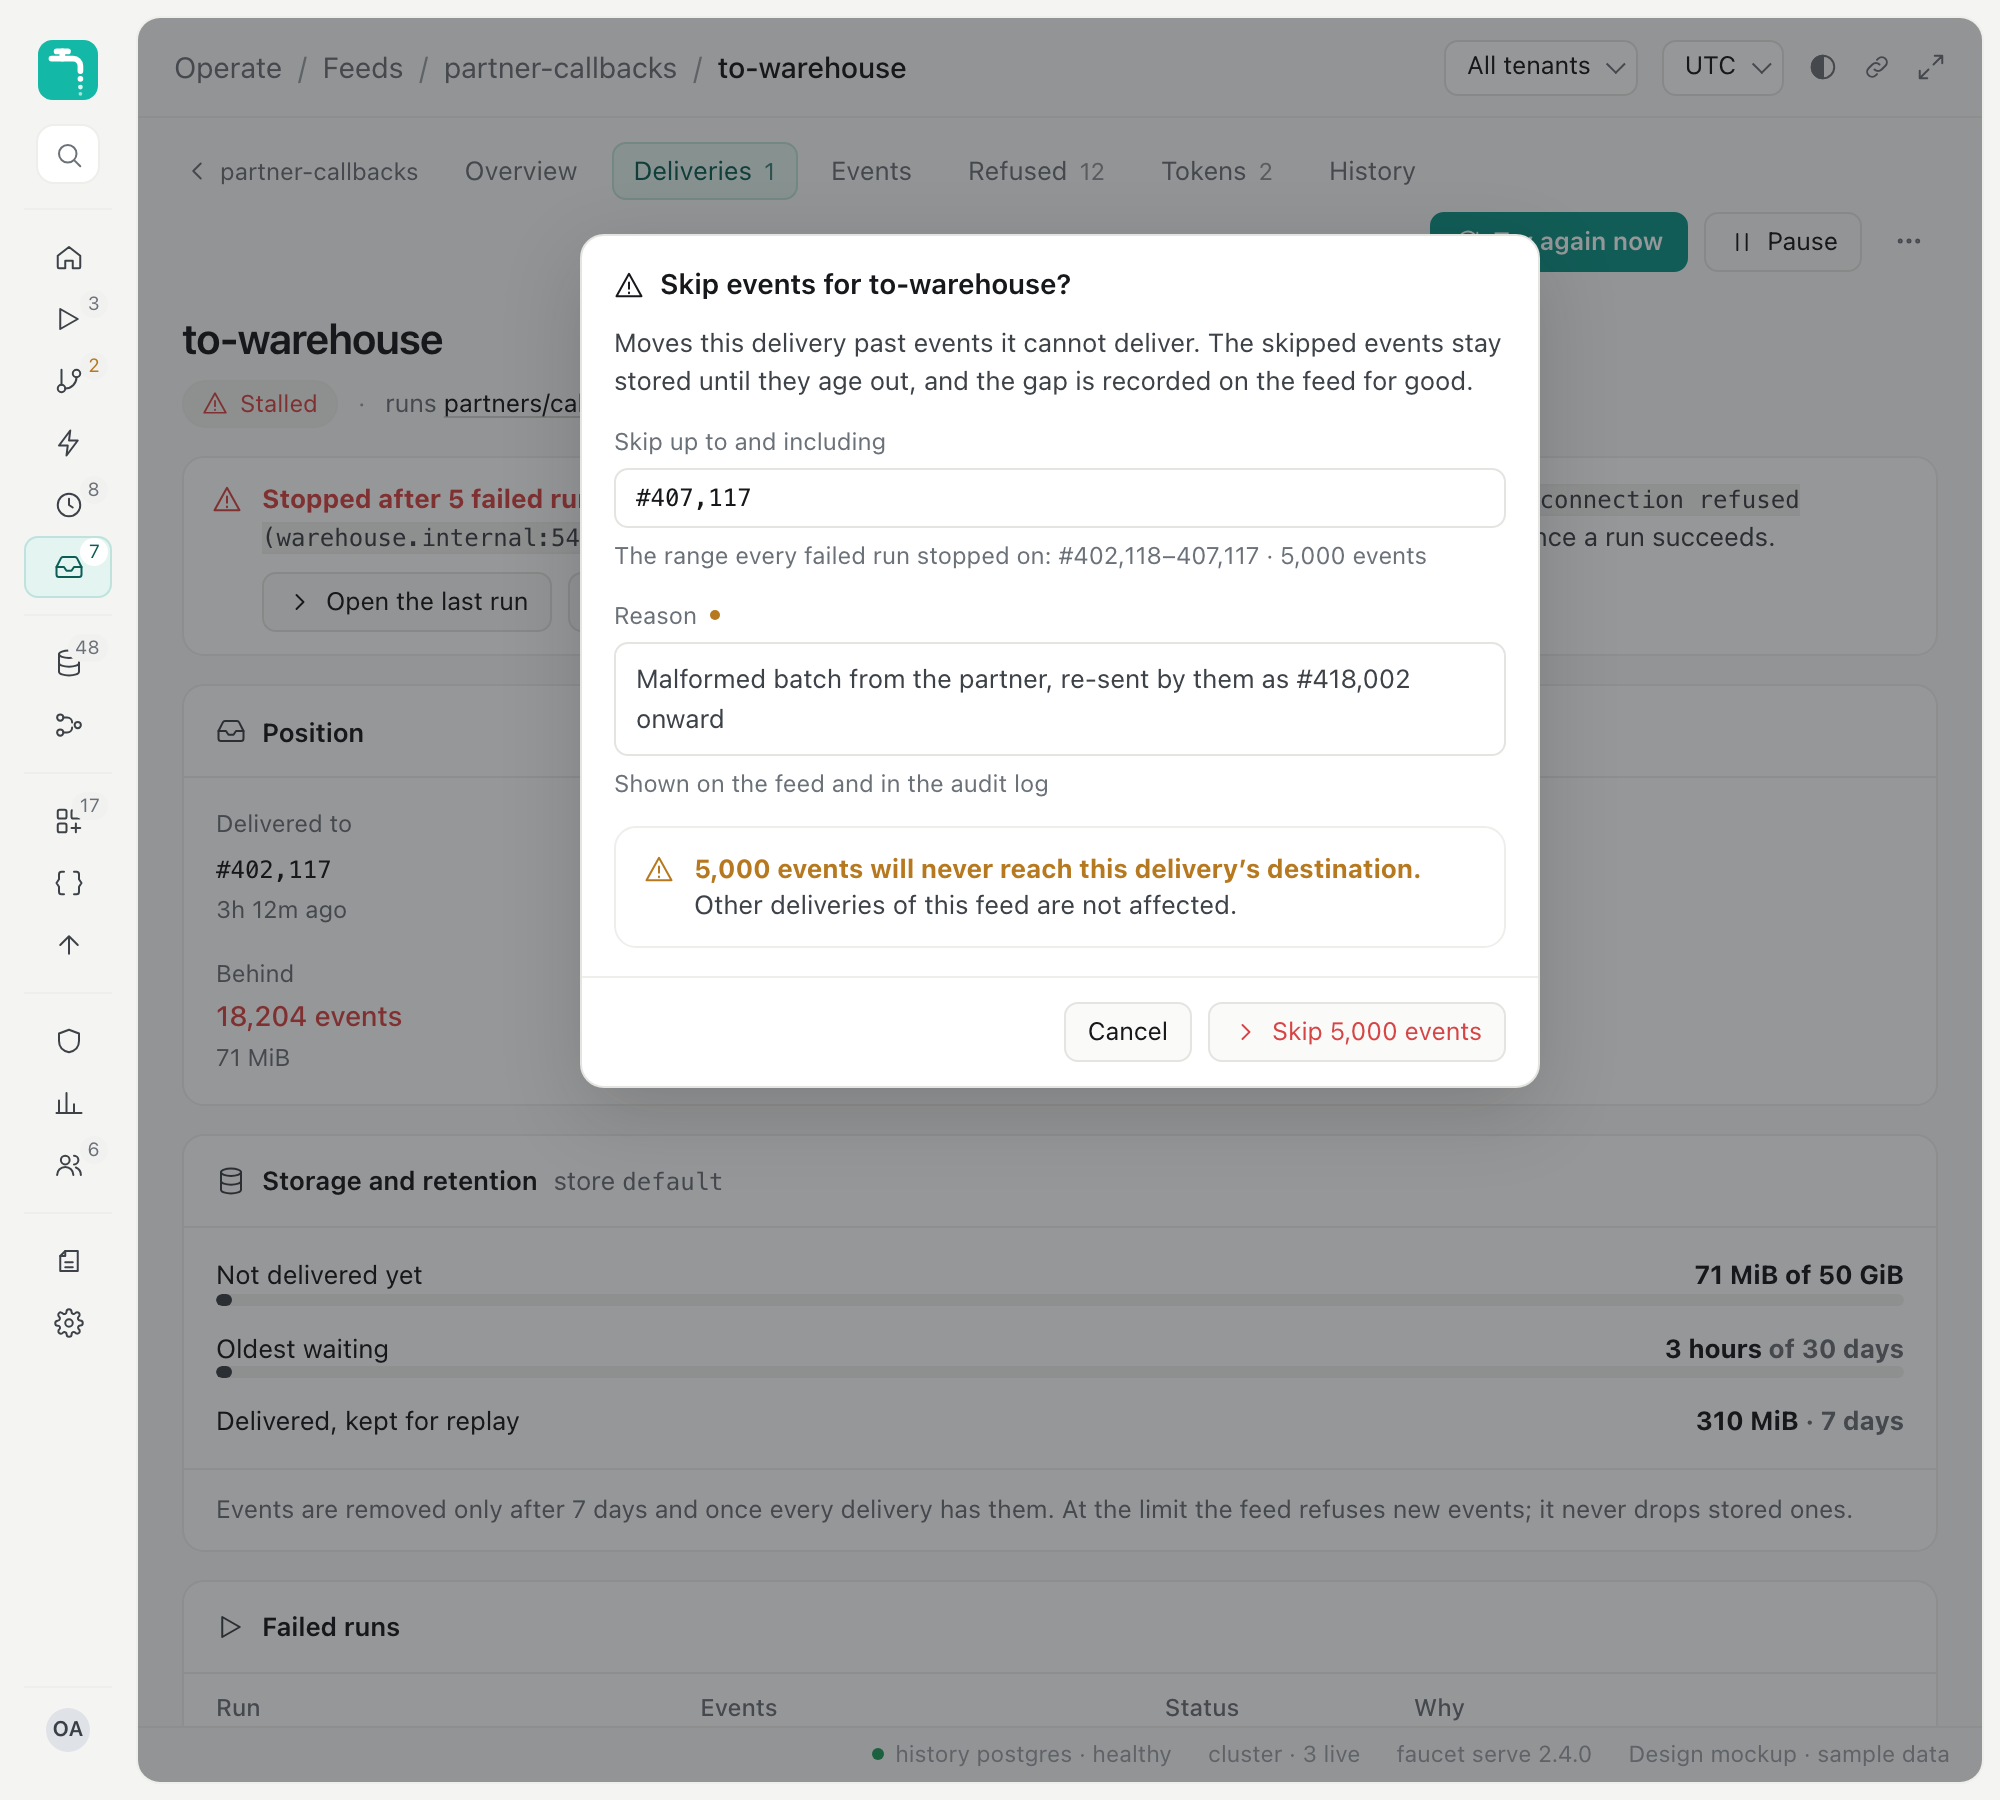 Operate / Feeds / partner-callbacks / to-warehouse
All tenants
UTC
partner-callbacks
Overview
Deliveries 1
Events
Refused 12
Tokens 2
History
again now
Pause
3
2
8
7
48
17
6
OA
to-warehouse
Stalled · runs partners/cal
Stopped after 5 failed ru
connection refused
(warehouse.internal:54
a run succeeds.
Open the last run
Position
Delivered to
#402,117
3h 12m ago
Behind
18,204 events
71 MiB
Skip events for to-warehouse?
Moves this delivery past events it cannot deliver. The skipped events stay
stored until they age out, and the gap is recorded on the feed for good.
Skip up to and including
#407,117
The range every failed run stopped on: #402,118–407,117 · 5,000 events
Reason
Malformed batch from the partner, re-sent by them as #418,002
onward
Shown on the feed and in the audit log
5,000 events will never reach this delivery’s destination.
Other deliveries of this feed are not affected.
Cancel
Skip 5,000 events
Storage and retention store default
Not delivered yet
71 MiB of 50 GiB
Oldest waiting
3 hours of 30 days
Delivered, kept for replay
310 MiB · 7 days
Events are removed only after 7 days and once every delivery has them. At the limit the feed refuses new events; it never drops stored ones.
Failed runs
Run
Events
Status
Why
history postgres · healthy
cluster · 3 live
faucet serve 2.4.0
Design mockup · sample data